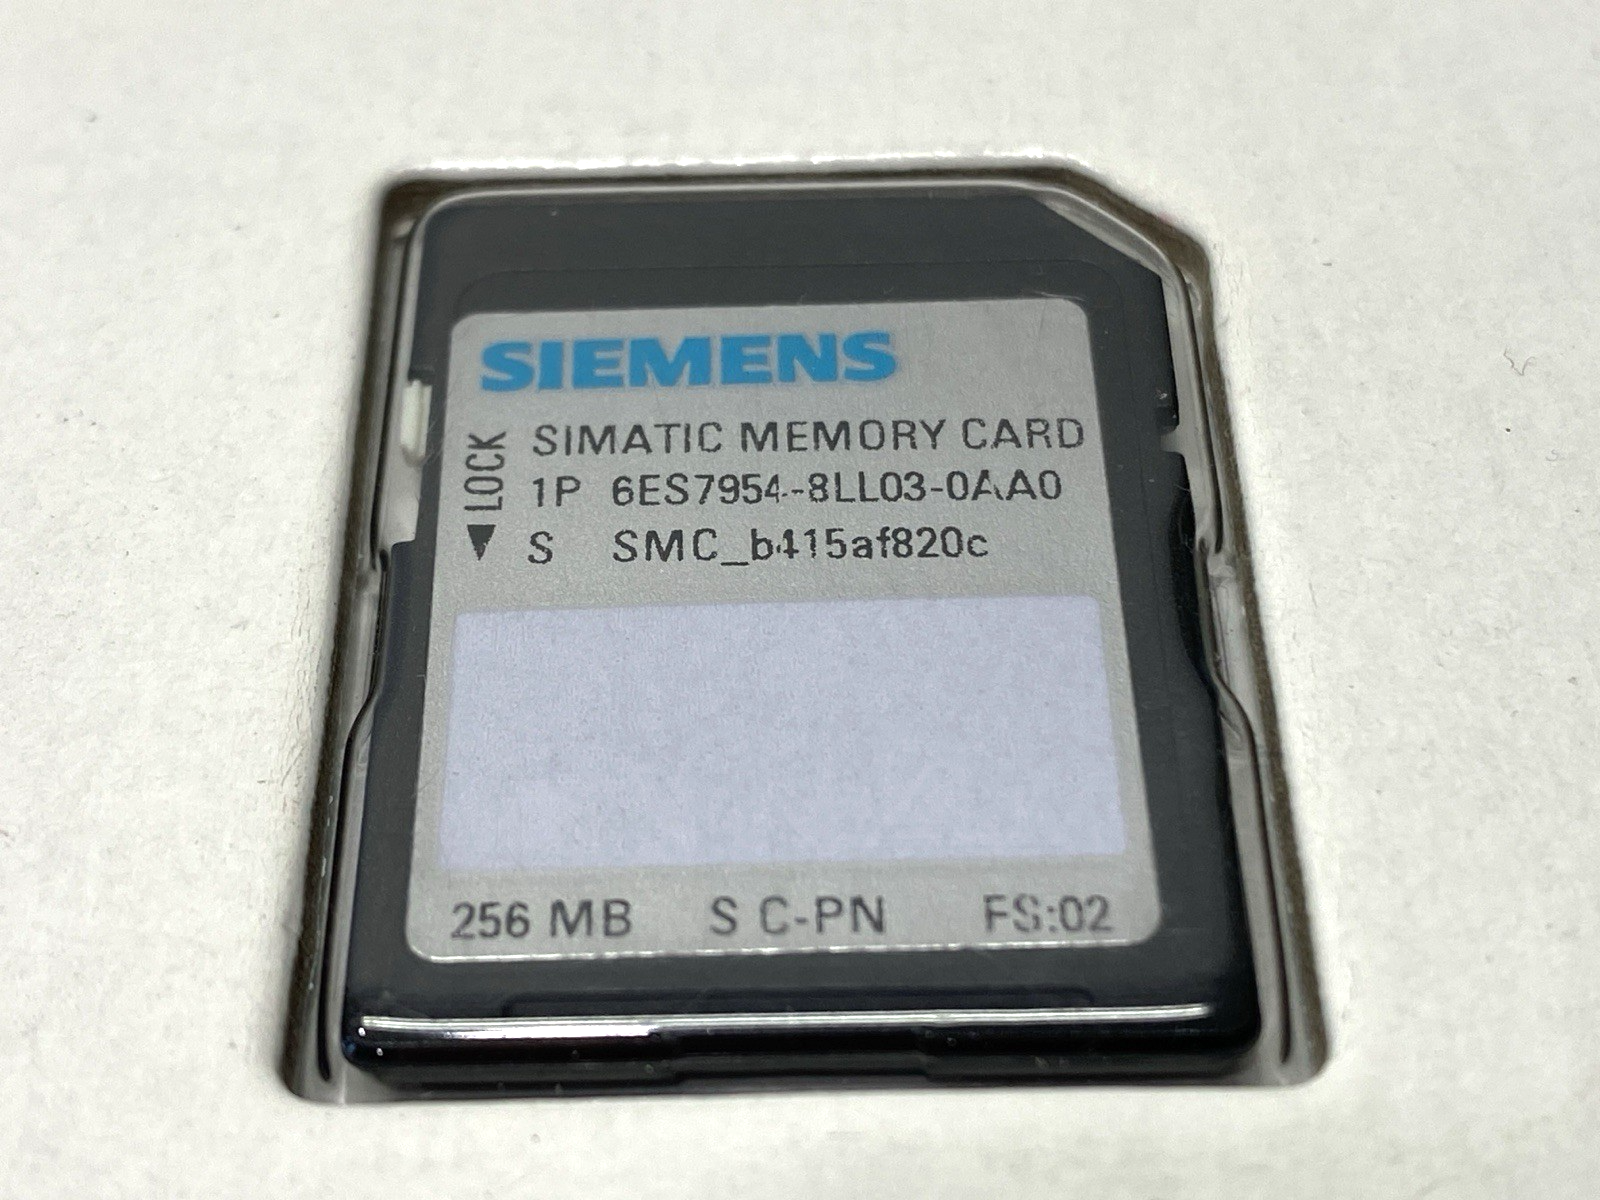 SIEMENS
LOCK
SIMATIC MEMORY CARD
1P 6ES7954-8LL03-0AA0
S SMC_b415af820c
256 MB S C-PN FS:02